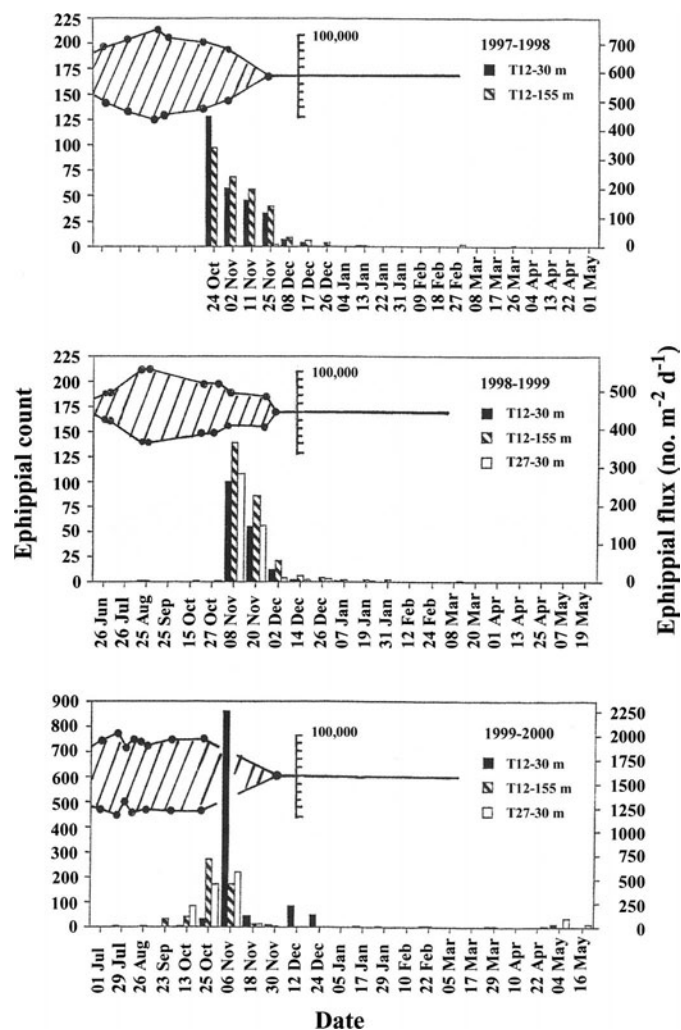 225
200
175
150
125
100
75
50
25
0
100,000
1997-1998
T12-30 m
T12-155 m
700
600
500
400
300
200
100
0
24 Oct
02 Nov
11 Nov
25 Nov
08 Dec
17 Dec
26 Dec
04 Jan
13 Jan
22 Jan
31 Jan
09 Feb
18 Feb
27 Feb
08 Mar
17 Mar
26 Mar
04 Apr
13 Apr
22 Apr
01 May
Ephippial count
225
200
175
150
125
100
75
50
25
0
100,000
1998-1999
T12-30 m
T12-155 m
T27-30 m
500
400
300
200
100
0
Ephippial flux (no. m-2 d-1)
26 Jun
26 Jul
25 Aug
25 Sep
15 Oct
27 Oct
08 Nov
20 Nov
02 Dec
14 Dec
26 Dec
07 Jan
19 Jan
31 Jan
12 Feb
24 Feb
08 Mar
20 Mar
01 Apr
13 Apr
25 Apr
07 May
19 May
900
800
700
600
500
400
300
200
100
0
100,000
1999-2000
T12-30 m
T12-155 m
T27-30 m
2250
2000
1750
1500
1250
1000
750
500
250
0
01 Jul
29 Jul
26 Aug
23 Sep
13 Oct
25 Oct
06 Nov
18 Nov
30 Nov
12 Dec
24 Dec
05 Jan
17 Jan
29 Jan
10 Feb
22 Feb
05 Mar
17 Mar
29 Mar
10 Apr
22 Apr
04 May
16 May
Date